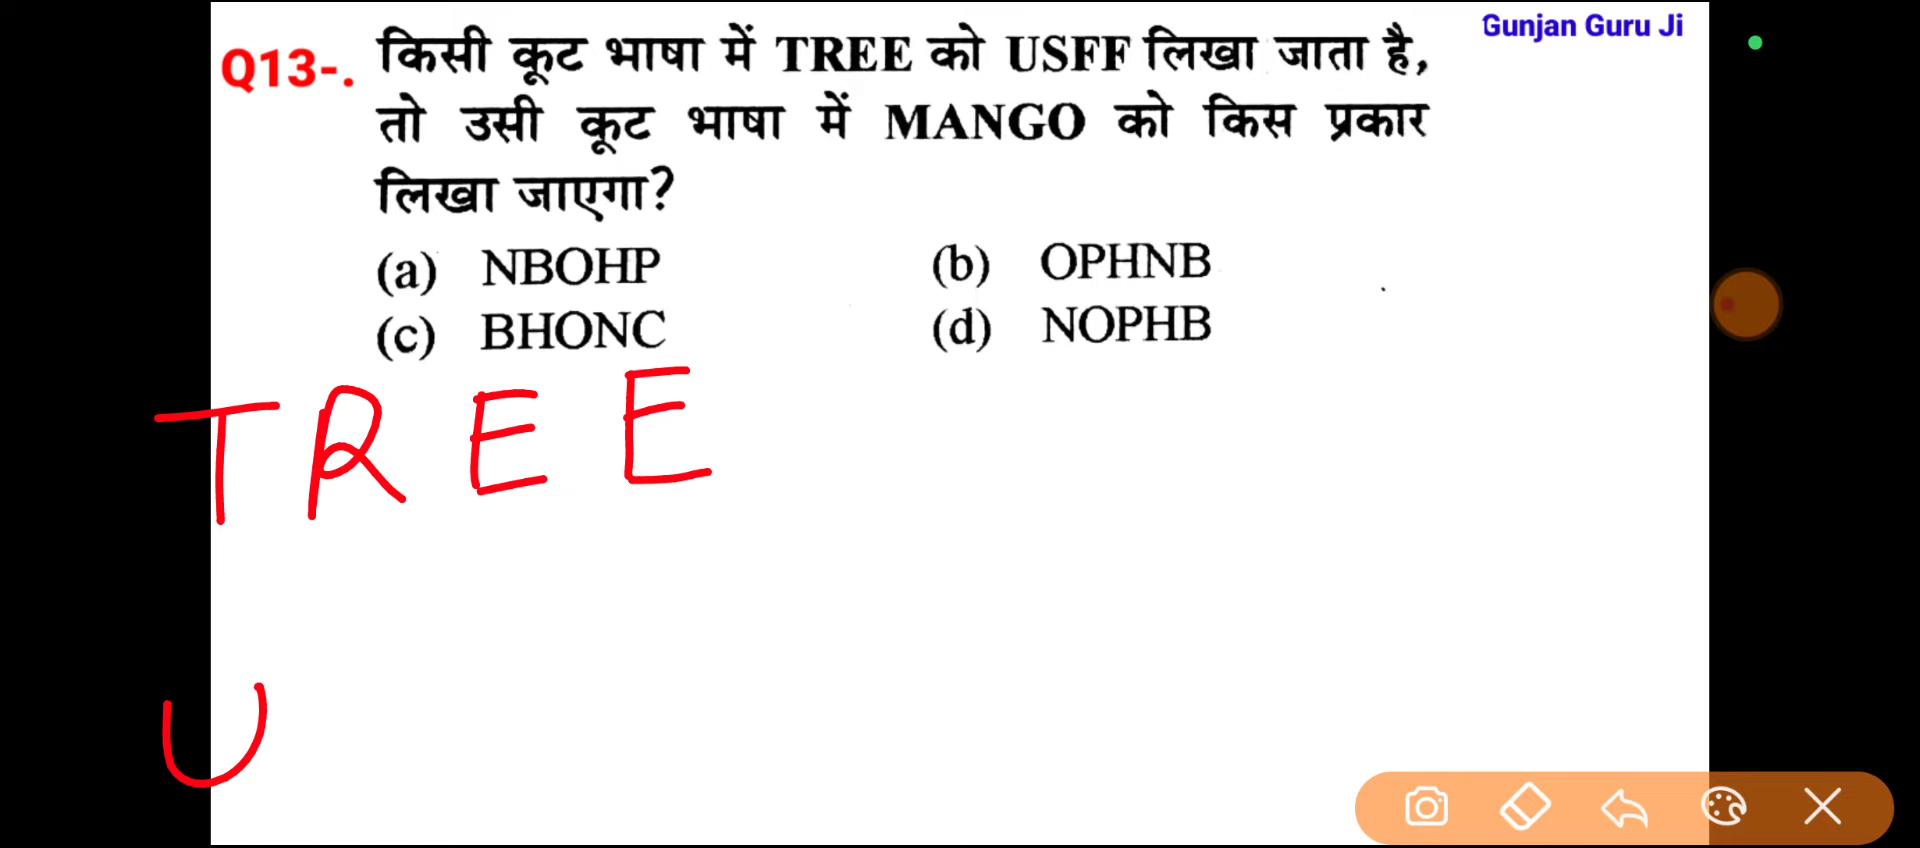 Gunjan Guru Ji
Q13-. किसी कूट भाषा में TREE को USFF लिखा जाता है,
तो उसी कूट भाषा में MANGO को किस प्रकार
लिखा जाएगा?
(a) NBOHP (b) OPHNB
(c) BHONC (d) NOPHB
TREE
U